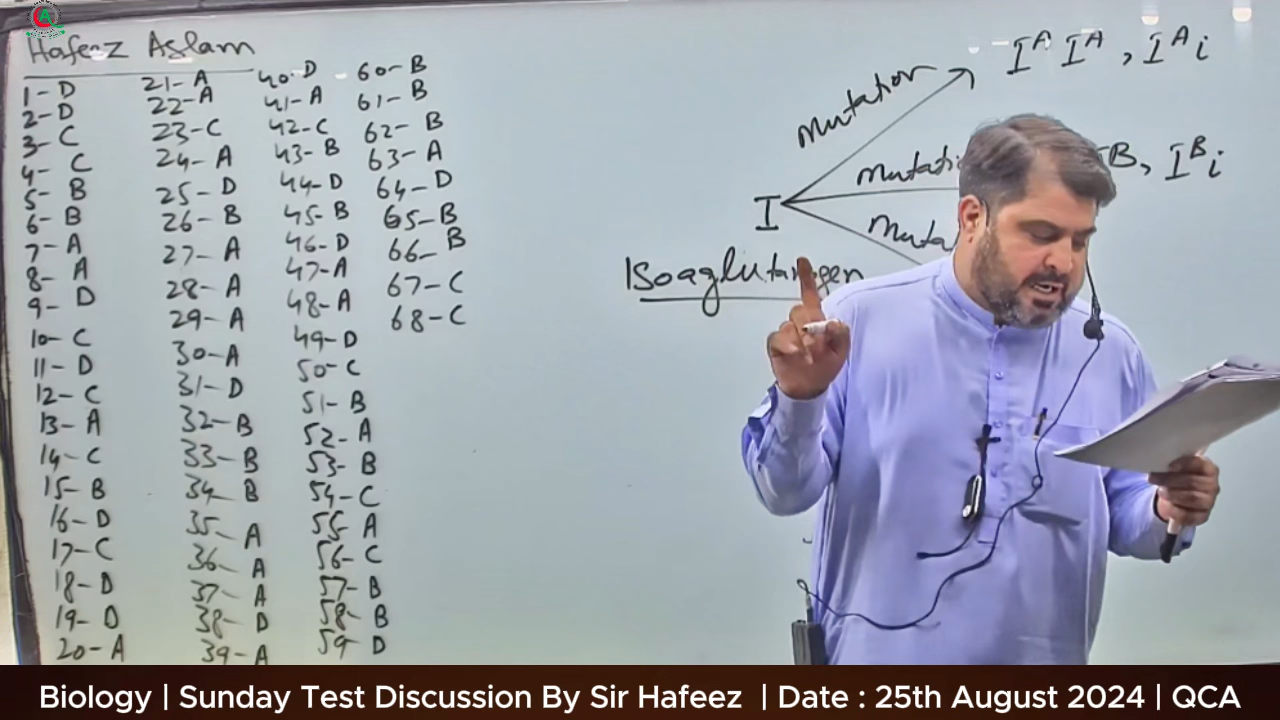 Hafeez Aslam
1- D
2- D
3- C
4- C
5- B
6- B
7- A
8- A
9- D
10- C
11- D
12- C
13- A
14- C
15- B
16- D
17- C
18- D
19- D
20- A
21- A
22- A
23- C
24- A
25- D
26- B
27- A
28- A
29- A
30- A
31- D
32- B
33- B
34- B
35- A
36- A
37- A
38- D
39- A
40- D
41- A
42- C
43- B
44- D
45- B
46- D
47- A
48- A
49- D
50- C
51- B
52- A
53- B
54- C
55- A
56- C
57- B
58- B
59- D
60- B
61- B
62- B
63- A
64- D
65- B
66- B
67- C
68- C
Mutation
I^A I^A , I^A i
B, I^B i
I
Biology | Sunday Test Discussion By Sir Hafeez | Date : 25th August 2024 | QCA